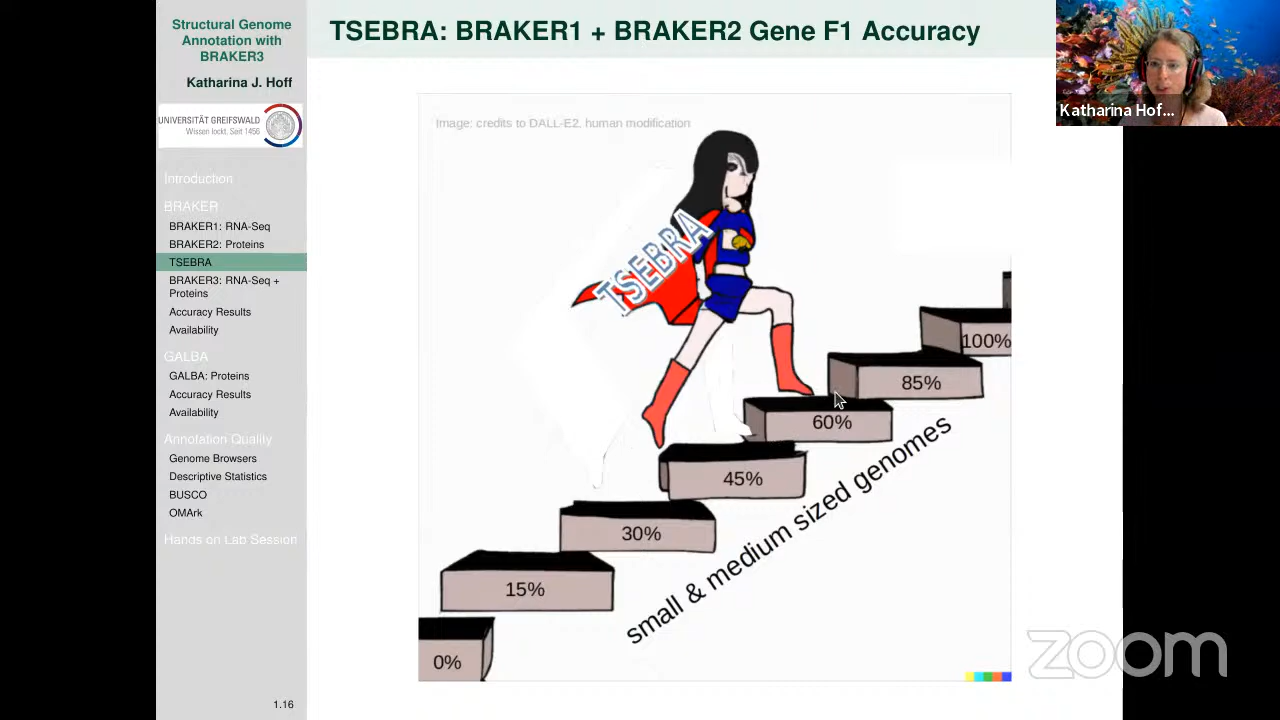 Structural Genome
Annotation with
BRAKER3
Katharina J. Hoff
UNIVERSITÄT GREIFSWALD
Wissen lockt. Seit 1456
Introduction
BRAKER
BRAKER1: RNA-Seq
BRAKER2: Proteins
TSEBRA
BRAKER3: RNA-Seq +
Proteins
Accuracy Results
Availability
GALBA
GALBA: Proteins
Accuracy Results
Availability
Annotation Quality
Genome Browsers
Descriptive Statistics
BUSCO
OMArk
Hands on Lab Session
1.16
TSEBRA: BRAKER1 + BRAKER2 Gene F1 Accuracy
Image: credits to DALL-E2, human modification
TSEBRA
100%
85%
60%
45%
30%
15%
0%
small & medium sized genomes
Katharina Hof...
zoom